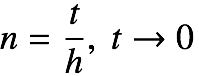 n = t/h, t → 0